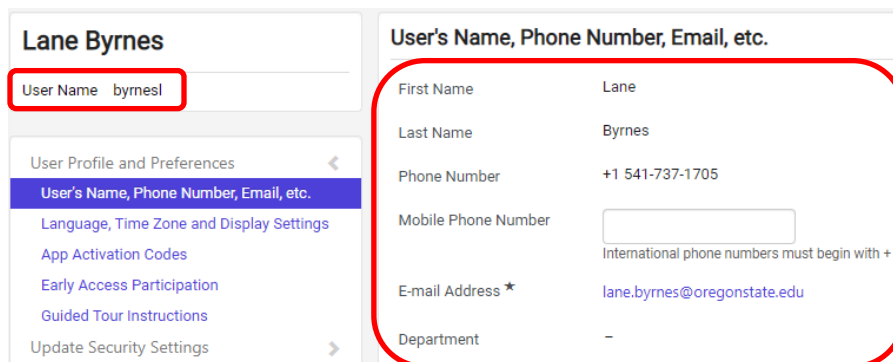 Lane Byrnes
User Name byrnesl
User Profile and Preferences
User's Name, Phone Number, Email, etc.
Language, Time Zone and Display Settings
App Activation Codes
Early Access Participation
Guided Tour Instructions
Update Security Settings
User's Name, Phone Number, Email, etc.
First Name Lane
Last Name Byrnes
Phone Number +1 541-737-1705
Mobile Phone Number
International phone numbers must begin with +
E-mail Address ★ lane.byrnes@oregonstate.edu
Department –